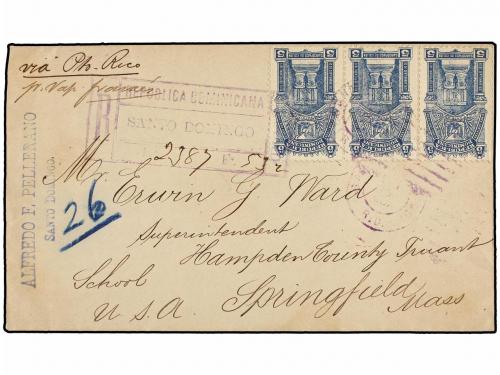 via Pto. Rico
p. Vap. francés
REPUBLICA DOMINICANA
R
SANTO DOMINGO
2387
ALFREDO F. PELLERANO
SANTO DOMINGO.
26
Mr Erwin G Ward
Superintendent
Hampden County Truant
School
Springfield
U.S.A.
Mass